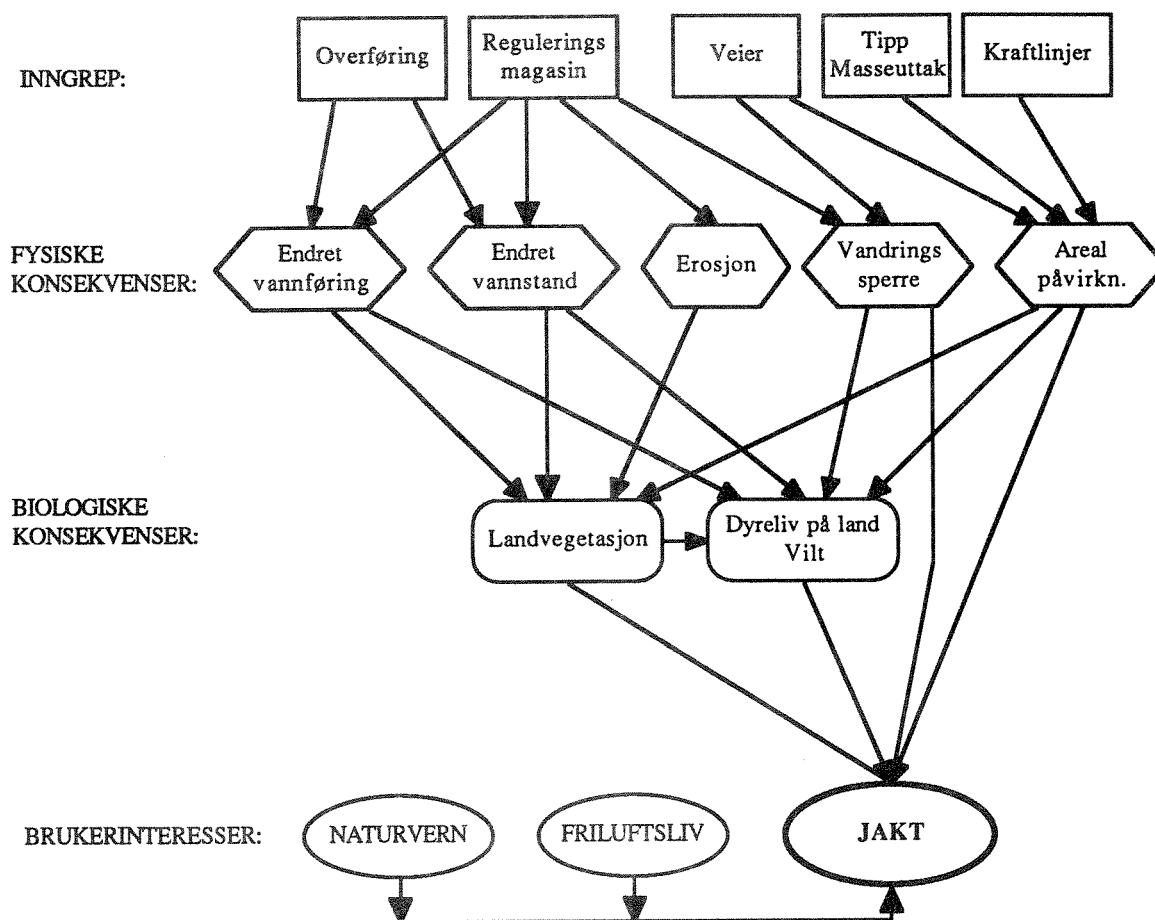 INNGREP:
Overføring
Regulerings
magasin
Veier
Tipp
Masseuttak
Kraftlinjer
FYSISKE
KONSEKVENSER:
Endret
vannføring
Endret
vannstand
Erosjon
Vandrings
sperre
Areal
påvirkn.
BIOLOGISKE
KONSEKVENSER:
Landvegetasjon
Dyreliv på land
Vilt
BRUKERINTERESSER:
NATURVERN
FRILUFTSLIV
JAKT